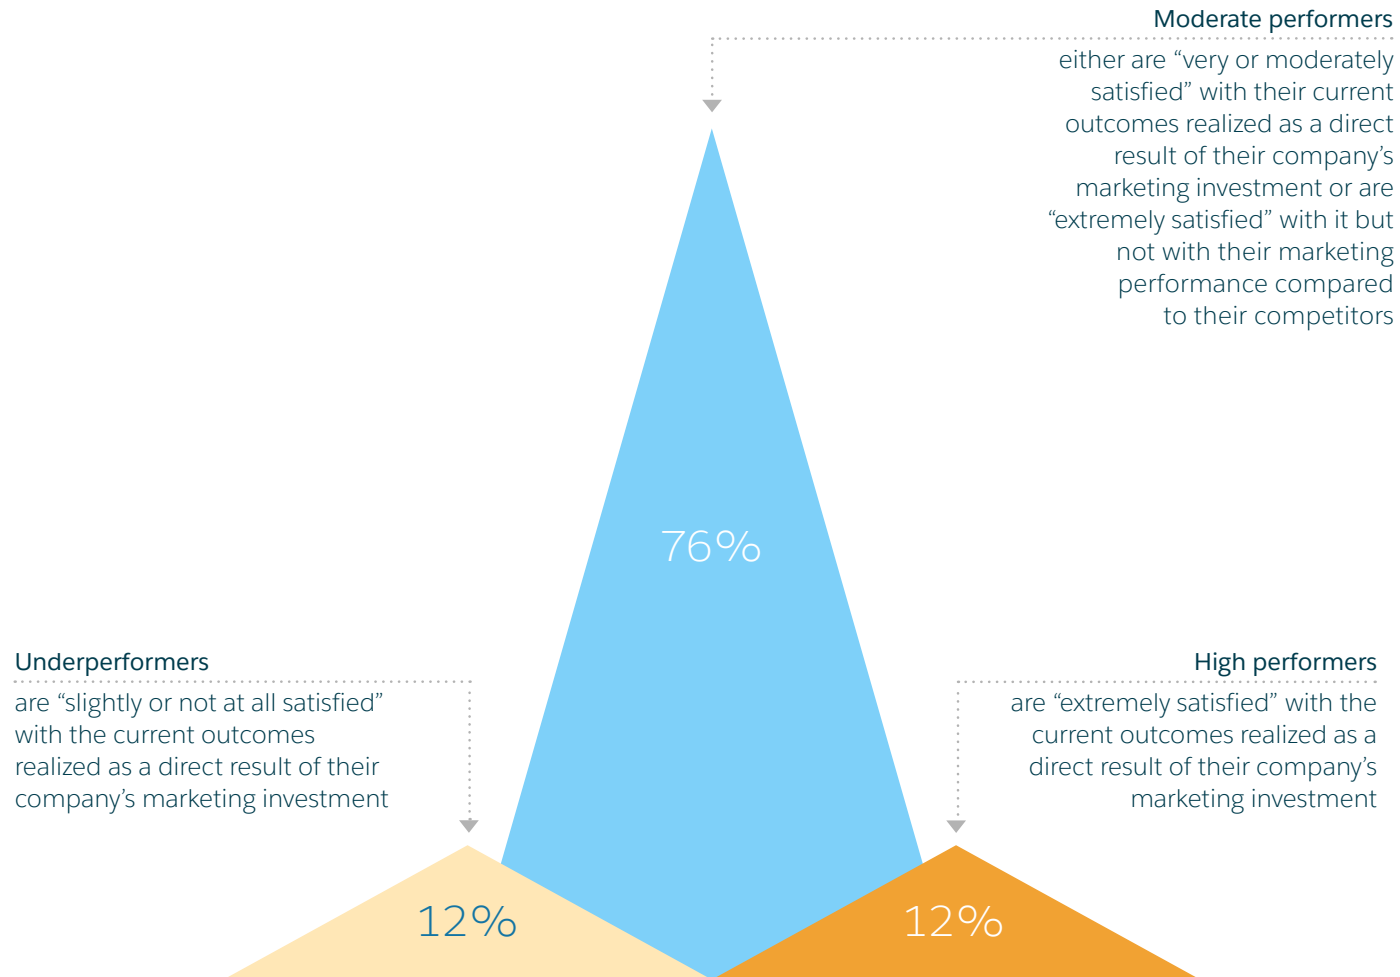 Moderate performers
either are “very or moderately
satisfied” with their current
outcomes realized as a direct
result of their company’s
marketing investment or are
“extremely satisfied” with it but
not with their marketing
performance compared
to their competitors
76%
Underperformers
are “slightly or not at all satisfied”
with the current outcomes
realized as a direct result of their
company’s marketing investment
High performers
are “extremely satisfied” with the
current outcomes realized as a
direct result of their company’s
marketing investment
12%
12%